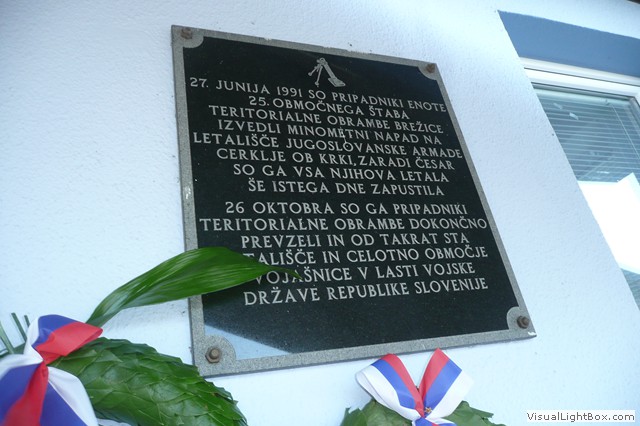 27. JUNIJA 1991 SO PRIPADNIKI ENOTE
25. OBMOČNEGA ŠTABA
TERITORIALNE OBRAMBE BREŽICE
IZVEDLI MINOMETNI NAPAD NA
LETALIŠČE JUGOSLOVANSKE ARMADE
CERKLJE OB KRKI, ZARADI ČESAR
SO GA VSA NJIHOVA LETALA
ŠE ISTEGA DNE ZAPUSTILA
26 OKTOBRA SO GA PRIPADNIKI
TERITORIALNE OBRAMBE DOKONČNO
PREVZELI IN OD TAKRAT STA
ETALIŠČE IN CELOTNO OBMOČJE
VOJAŠNICE V LASTI VOJSKE
DRŽAVE REPUBLIKE SLOVENIJE
VisualLightBox.com